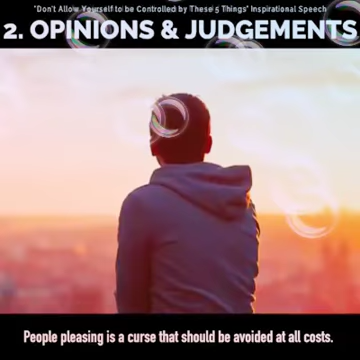 "Don't Allow Yourself to be Controlled by These 5 Things" Inspirational Speech
2. OPINIONS & JUDGEMENTS
People pleasing is a curse that should be avoided at all costs.